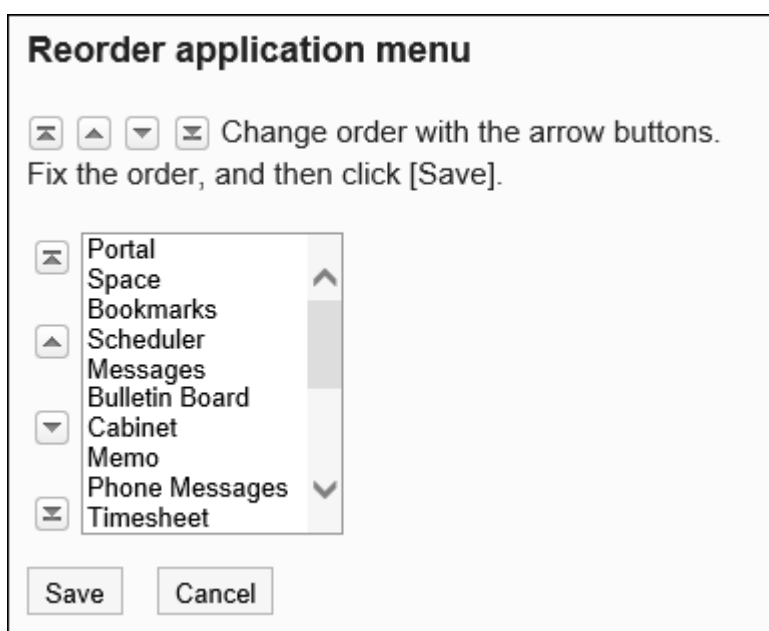 Reorder application menu
Change order with the arrow buttons.
Fix the order, and then click [Save].
Portal
Space
Bookmarks
Scheduler
Messages
Bulletin Board
Cabinet
Memo
Phone Messages
Timesheet
Save Cancel